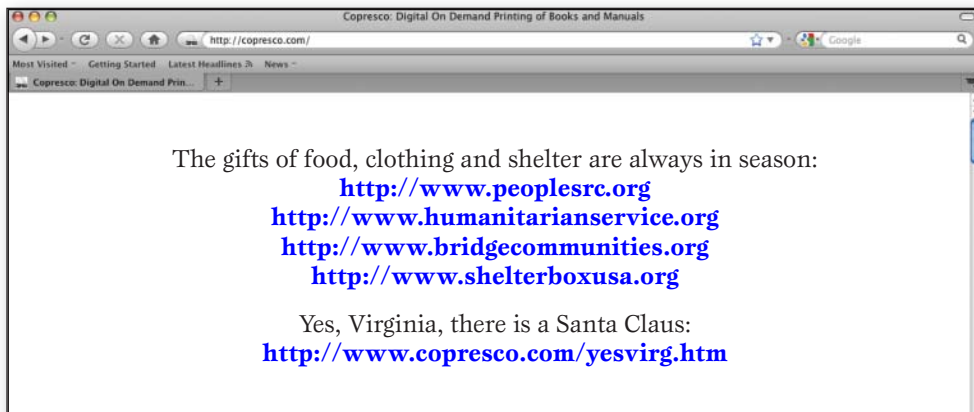 Copresco: Digital On Demand Printing of Books and Manuals
http://copresco.com/
Google
Most Visited Getting Started Latest Headlines News
Copresco: Digital On Demand Prin... +
The gifts of food, clothing and shelter are always in season:
http://www.peoplesrc.org
http://www.humanitarianservice.org
http://www.bridgecommunities.org
http://www.shelterboxusa.org
Yes, Virginia, there is a Santa Claus:
http://www.copresco.com/yesvirg.htm